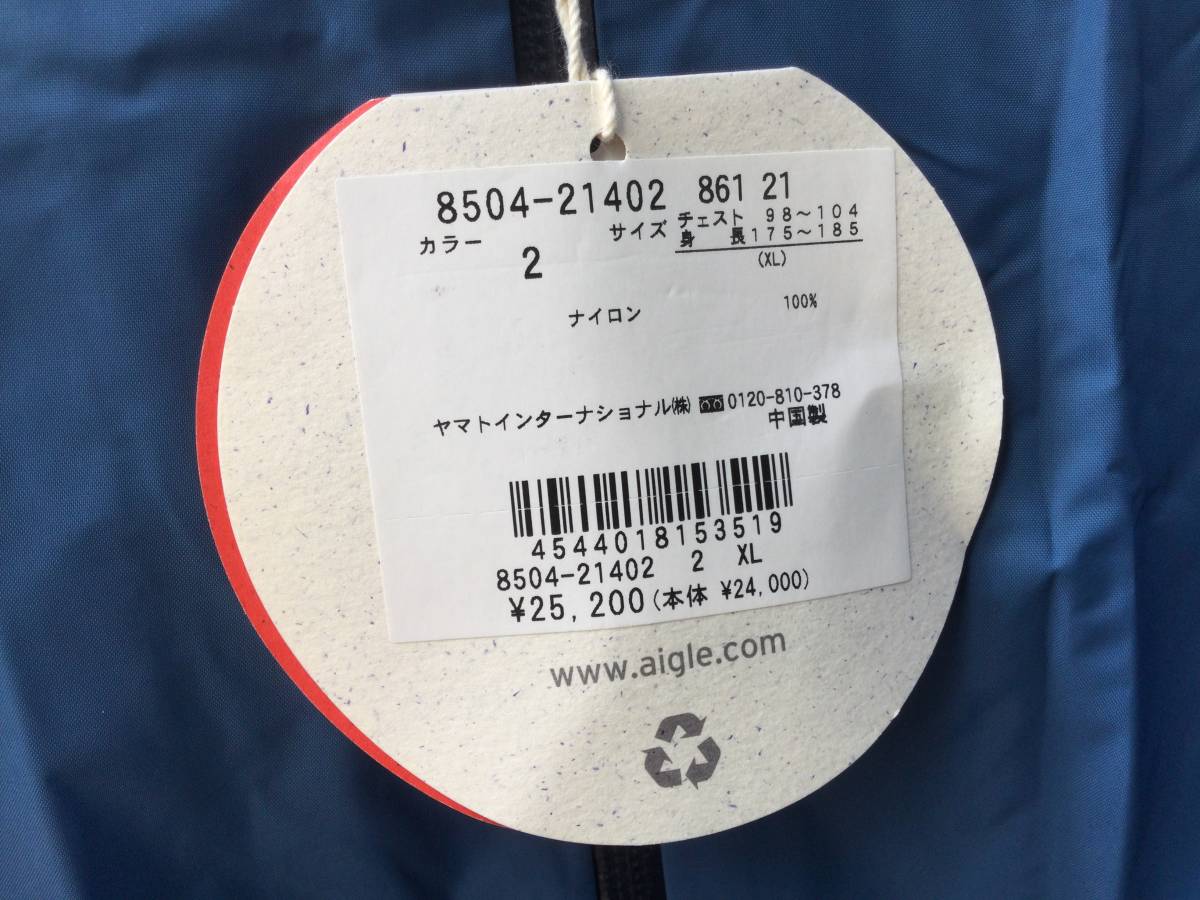 8504-21402 861 21
カラー 2 サイズ チェスト 98～104
身長175～185
(XL)
ナイロン 100%
ヤマトインターナショナル㈱ 0120-810-378
中国製
4544018153519
8504-21402 2 XL
¥25,200(本体 ¥24,000)
www.aigle.com